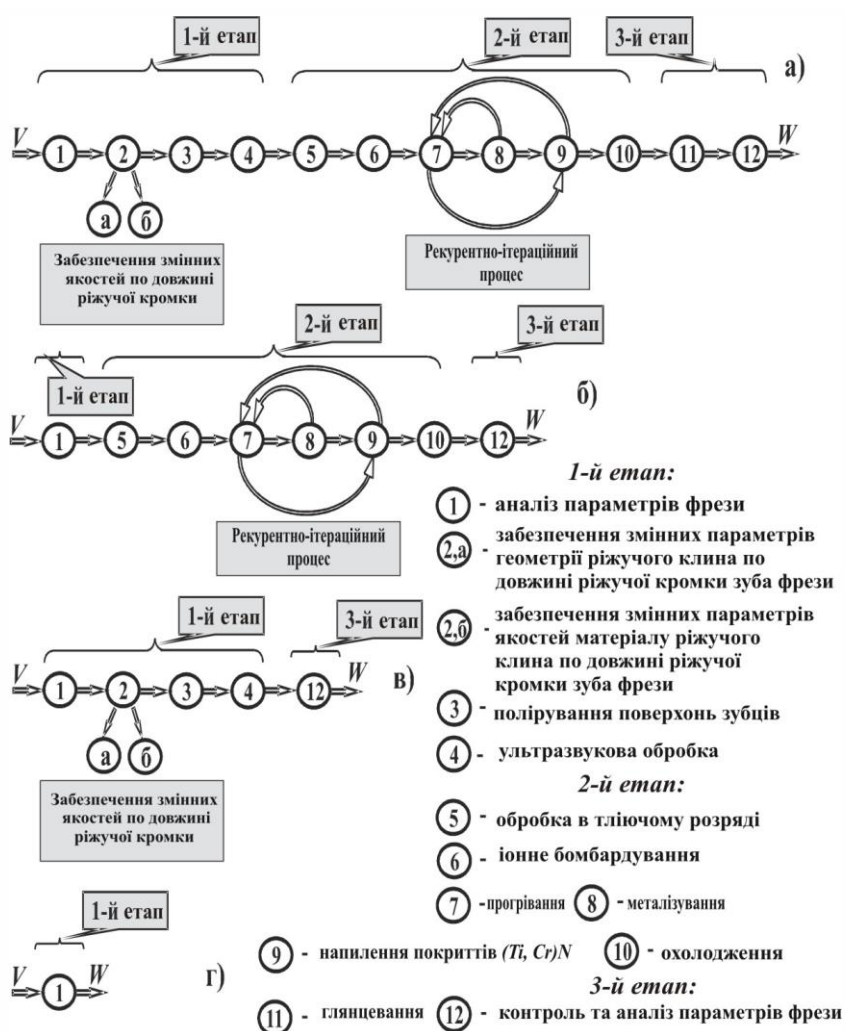 1-й етап
2-й етап
3-й етап
а)
V
1
2
3
4
5
6
7
8
9
10
11
12
W
а
б
Забезпечення змінних
якостей по довжині
ріжучої кромки
Рекурентно-ітераційний
процес
2-й етап
3-й етап
1-й етап
б)
V
1
5
6
7
8
9
10
12
W
Рекурентно-ітераційний
процес
1-й етап
3-й етап
V
1
2
3
4
12
W
в)
а
б
Забезпечення змінних
якостей по довжині
ріжучої кромки
1-й етап
V
1
W
г)
1-й етап:
1 - аналіз параметрів фрези
2,а - забезпечення змінних параметрів
геометрії ріжучого клина по
довжині ріжучої кромки зуба фрези
2,б - забезпечення змінних параметрів
якостей матеріалу ріжучого
клина по довжині ріжучої
кромки зуба фрези
3 - полірування поверхонь зубців
4 - ультразвукова обробка
2-й етап:
5 - обробка в тліючому розряді
6 - іонне бомбардування
7 -прогрівання 8 - металізування
9 - напилення покриттів (Ti, Cr)N 10 - охолодження
3-й етап:
11 - глянцевання 12 - контроль та аналіз параметрів фрези